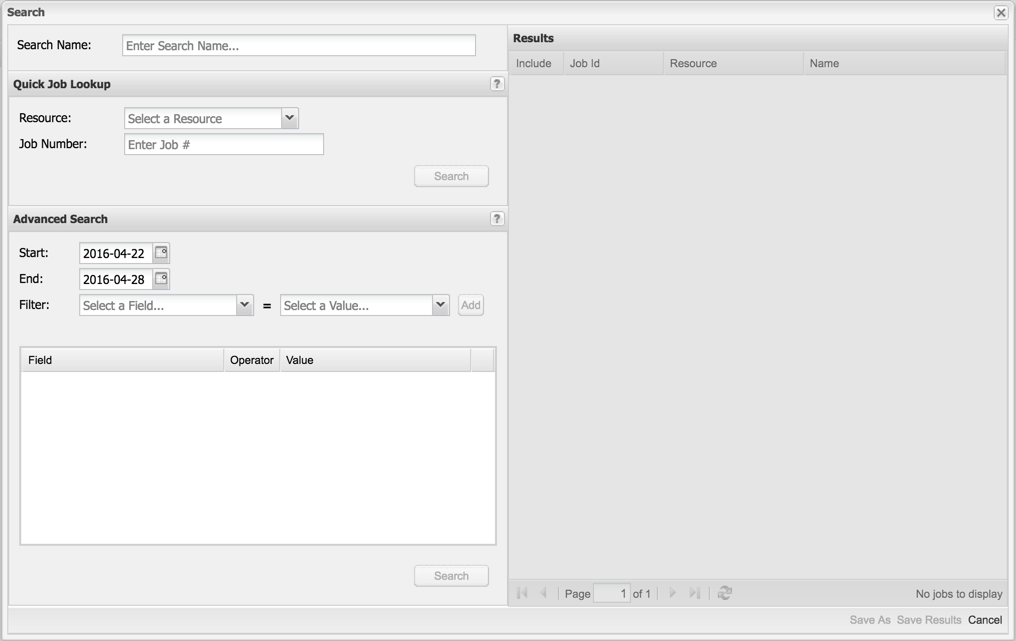 Search
Search Name: Enter Search Name...
Quick Job Lookup ?
Resource: Select a Resource
Job Number: Enter Job #
Search
Advanced Search ?
Start: 2016-04-22
End: 2016-04-28
Filter: Select a Field... = Select a Value... Add
Field Operator Value
Search
Results
Include Job Id Resource Name
Page 1 of 1 No jobs to display
Save As Save Results Cancel